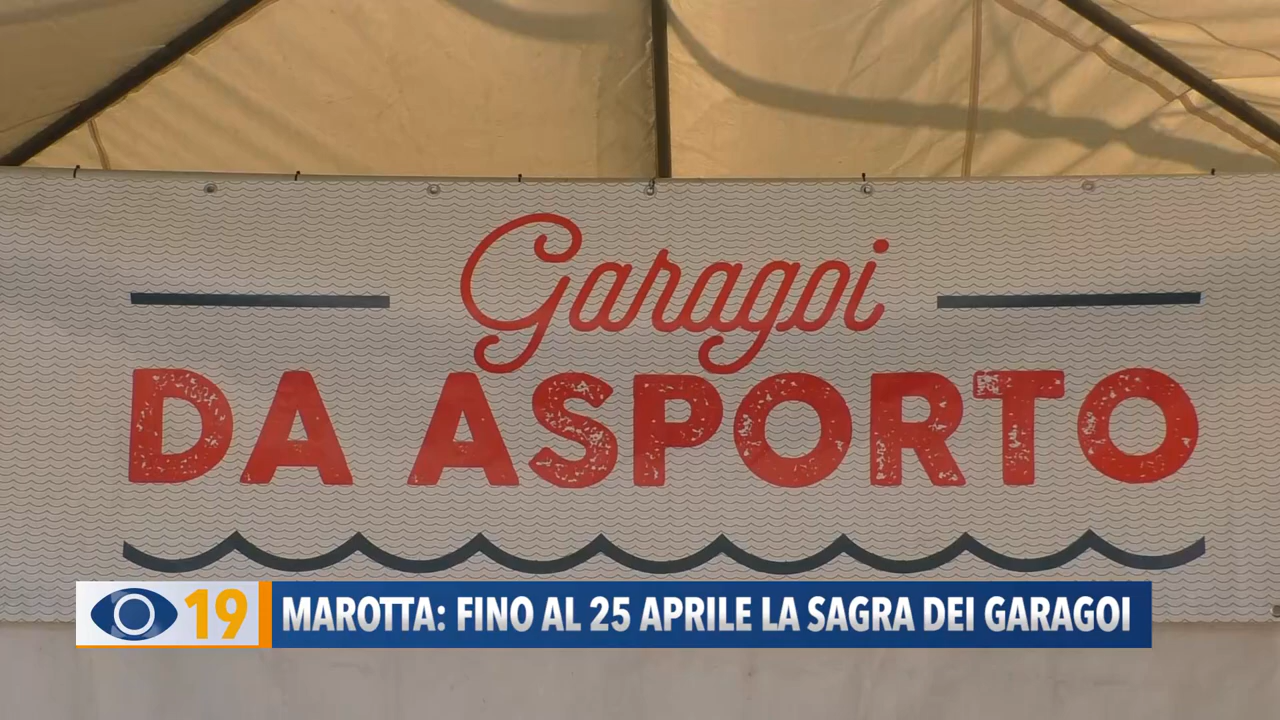 Garagoi
DA ASPORTO
19
MAROTTA: FINO AL 25 APRILE LA SAGRA DEI GARAGOI